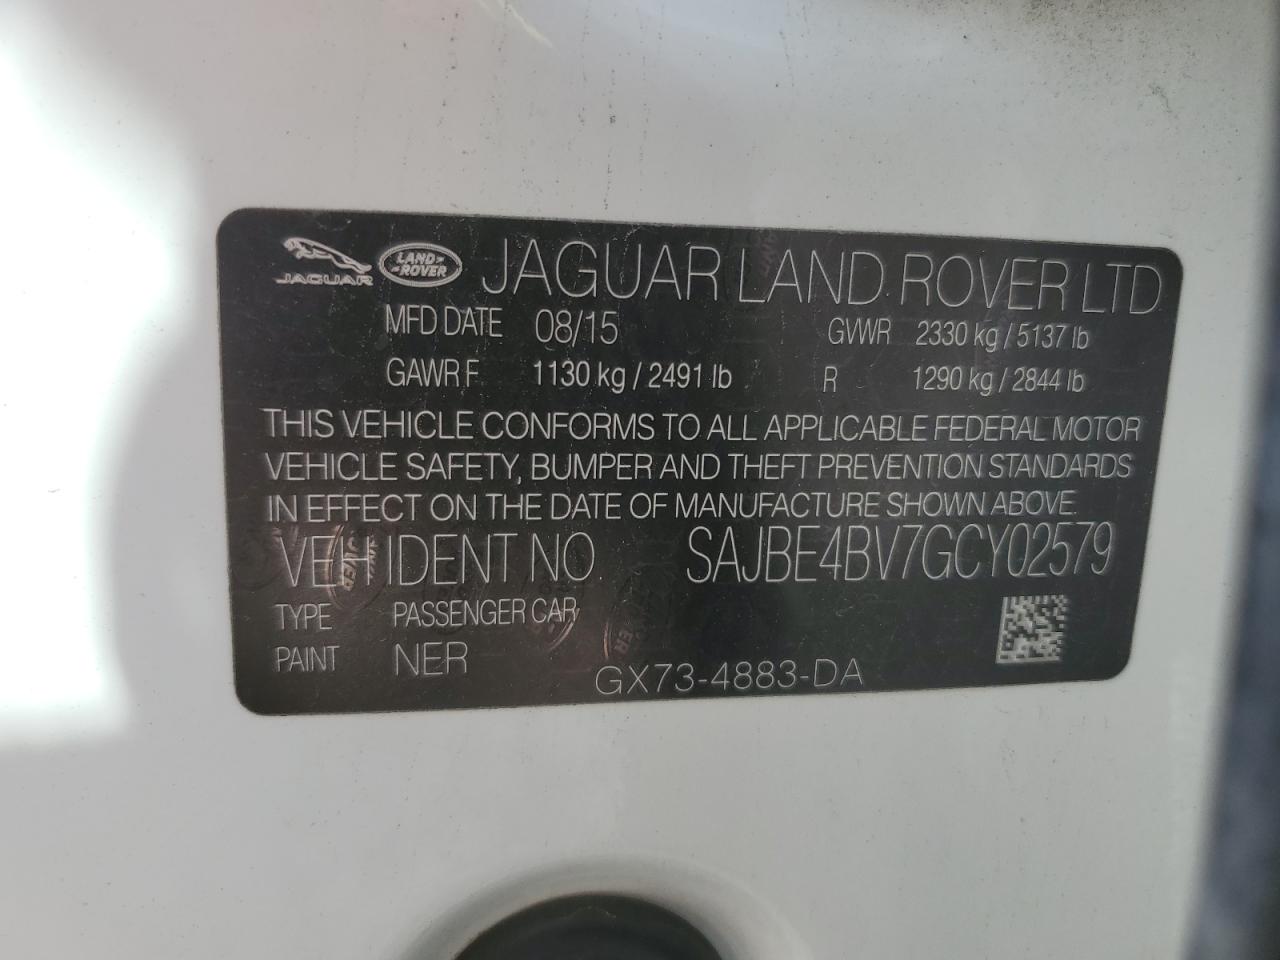 JAGUAR LAND ROVER JAGUAR LAND ROVER LTD
MFD DATE 08/15 GWWR 2330 kg / 5137 lb
GAWR F 1130 kg / 2491 lb R 1290 kg / 2844 lb
THIS VEHICLE CONFORMS TO ALL APPLICABLE FEDERAL MOTOR
VEHICLE SAFETY, BUMPER AND THEFT PREVENTION STANDARDS
IN EFFECT ON THE DATE OF MANUFACTURE SHOWN ABOVE.
VEH IDENT NO SAJBE4BV7GCY02579
TYPE PASSENGER CAR
PAINT NER
GX73-4883-DA